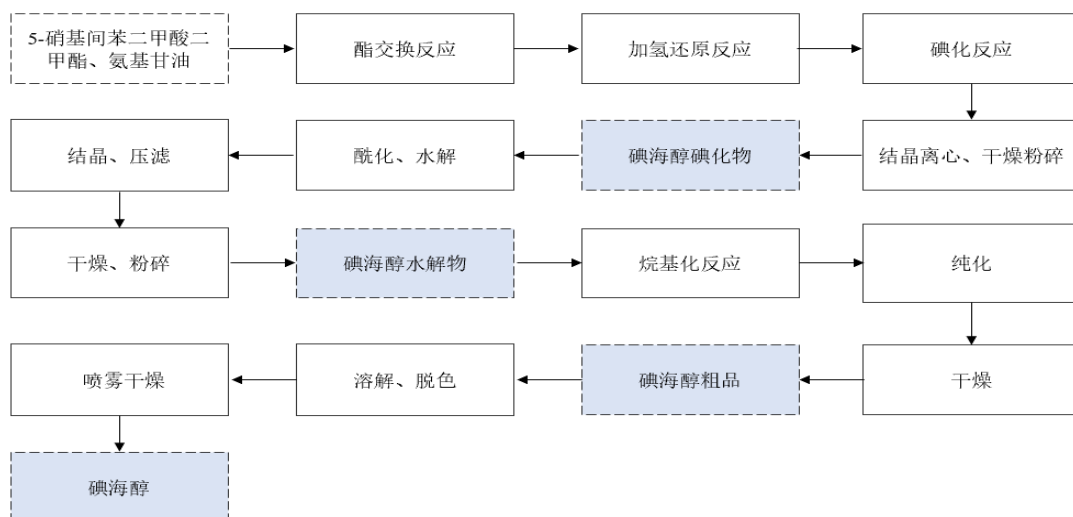 5-硝基间苯二甲酸二
甲酯、氨基甘油
酯交换反应
加氢还原反应
碘化反应
结晶离心、干燥粉碎
碘海醇碘化物
酰化、水解
结晶、压滤
干燥、粉碎
碘海醇水解物
烷基化反应
纯化
干燥
碘海醇粗品
溶解、脱色
喷雾干燥
碘海醇